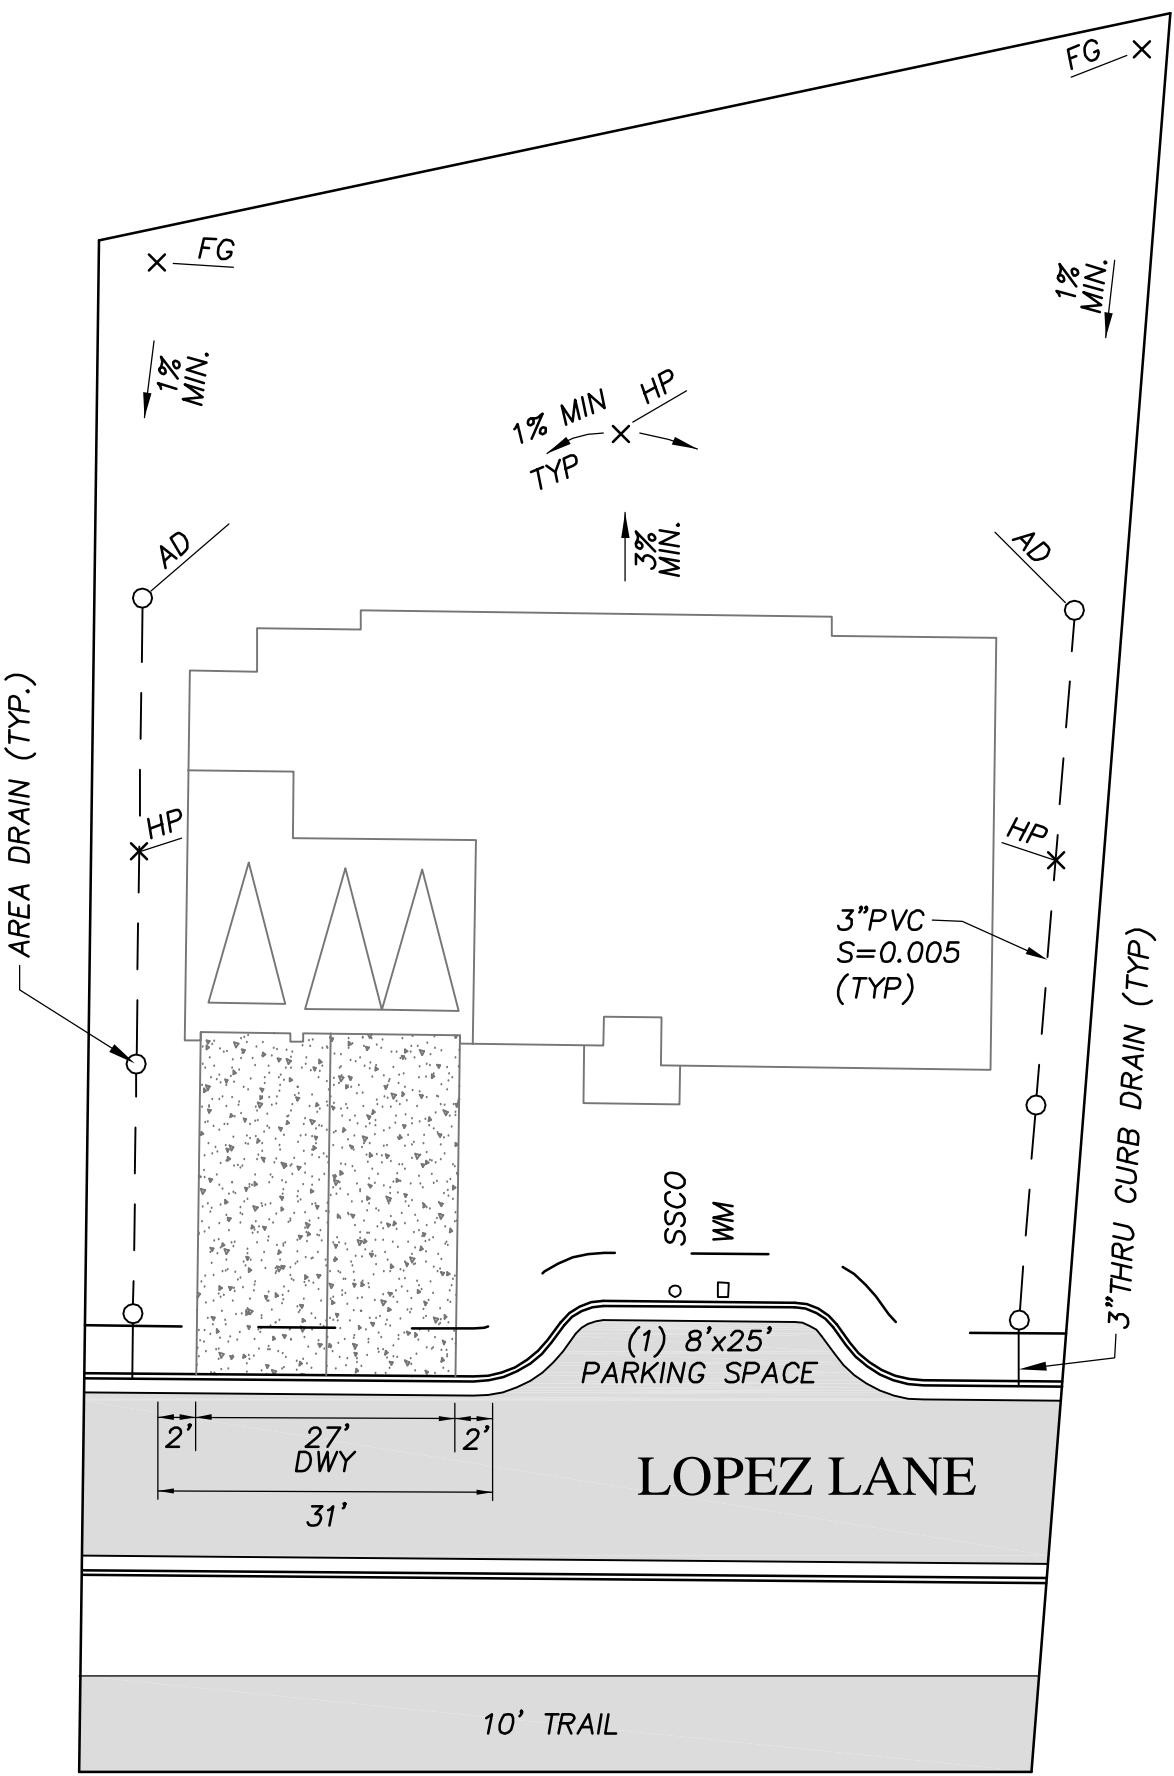 FG
FG
1%
MIN.
1%
MIN.
1% MIN
TYP
HP
3%
MIN.
AD
AD
AREA DRAIN (TYP.)
HP
HP
3"PVC
S=0.005
(TYP)
3"THRU CURB DRAIN (TYP)
SSCO
WM
(1) 8'x25'
PARKING SPACE
2'
27'
DWY
2'
31'
LOPEZ LANE
10' TRAIL